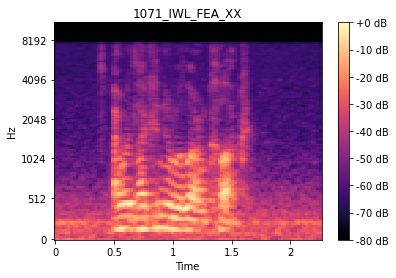 1071_IWL_FEA_XX
+0 dB
8192
-10 dB
4096
-20 dB
-30 dB
2048
Hz
-40 dB
1024
-50 dB
512
-60 dB
-70 dB
0
-80 dB
0
0.5
1
1.5
2
Time